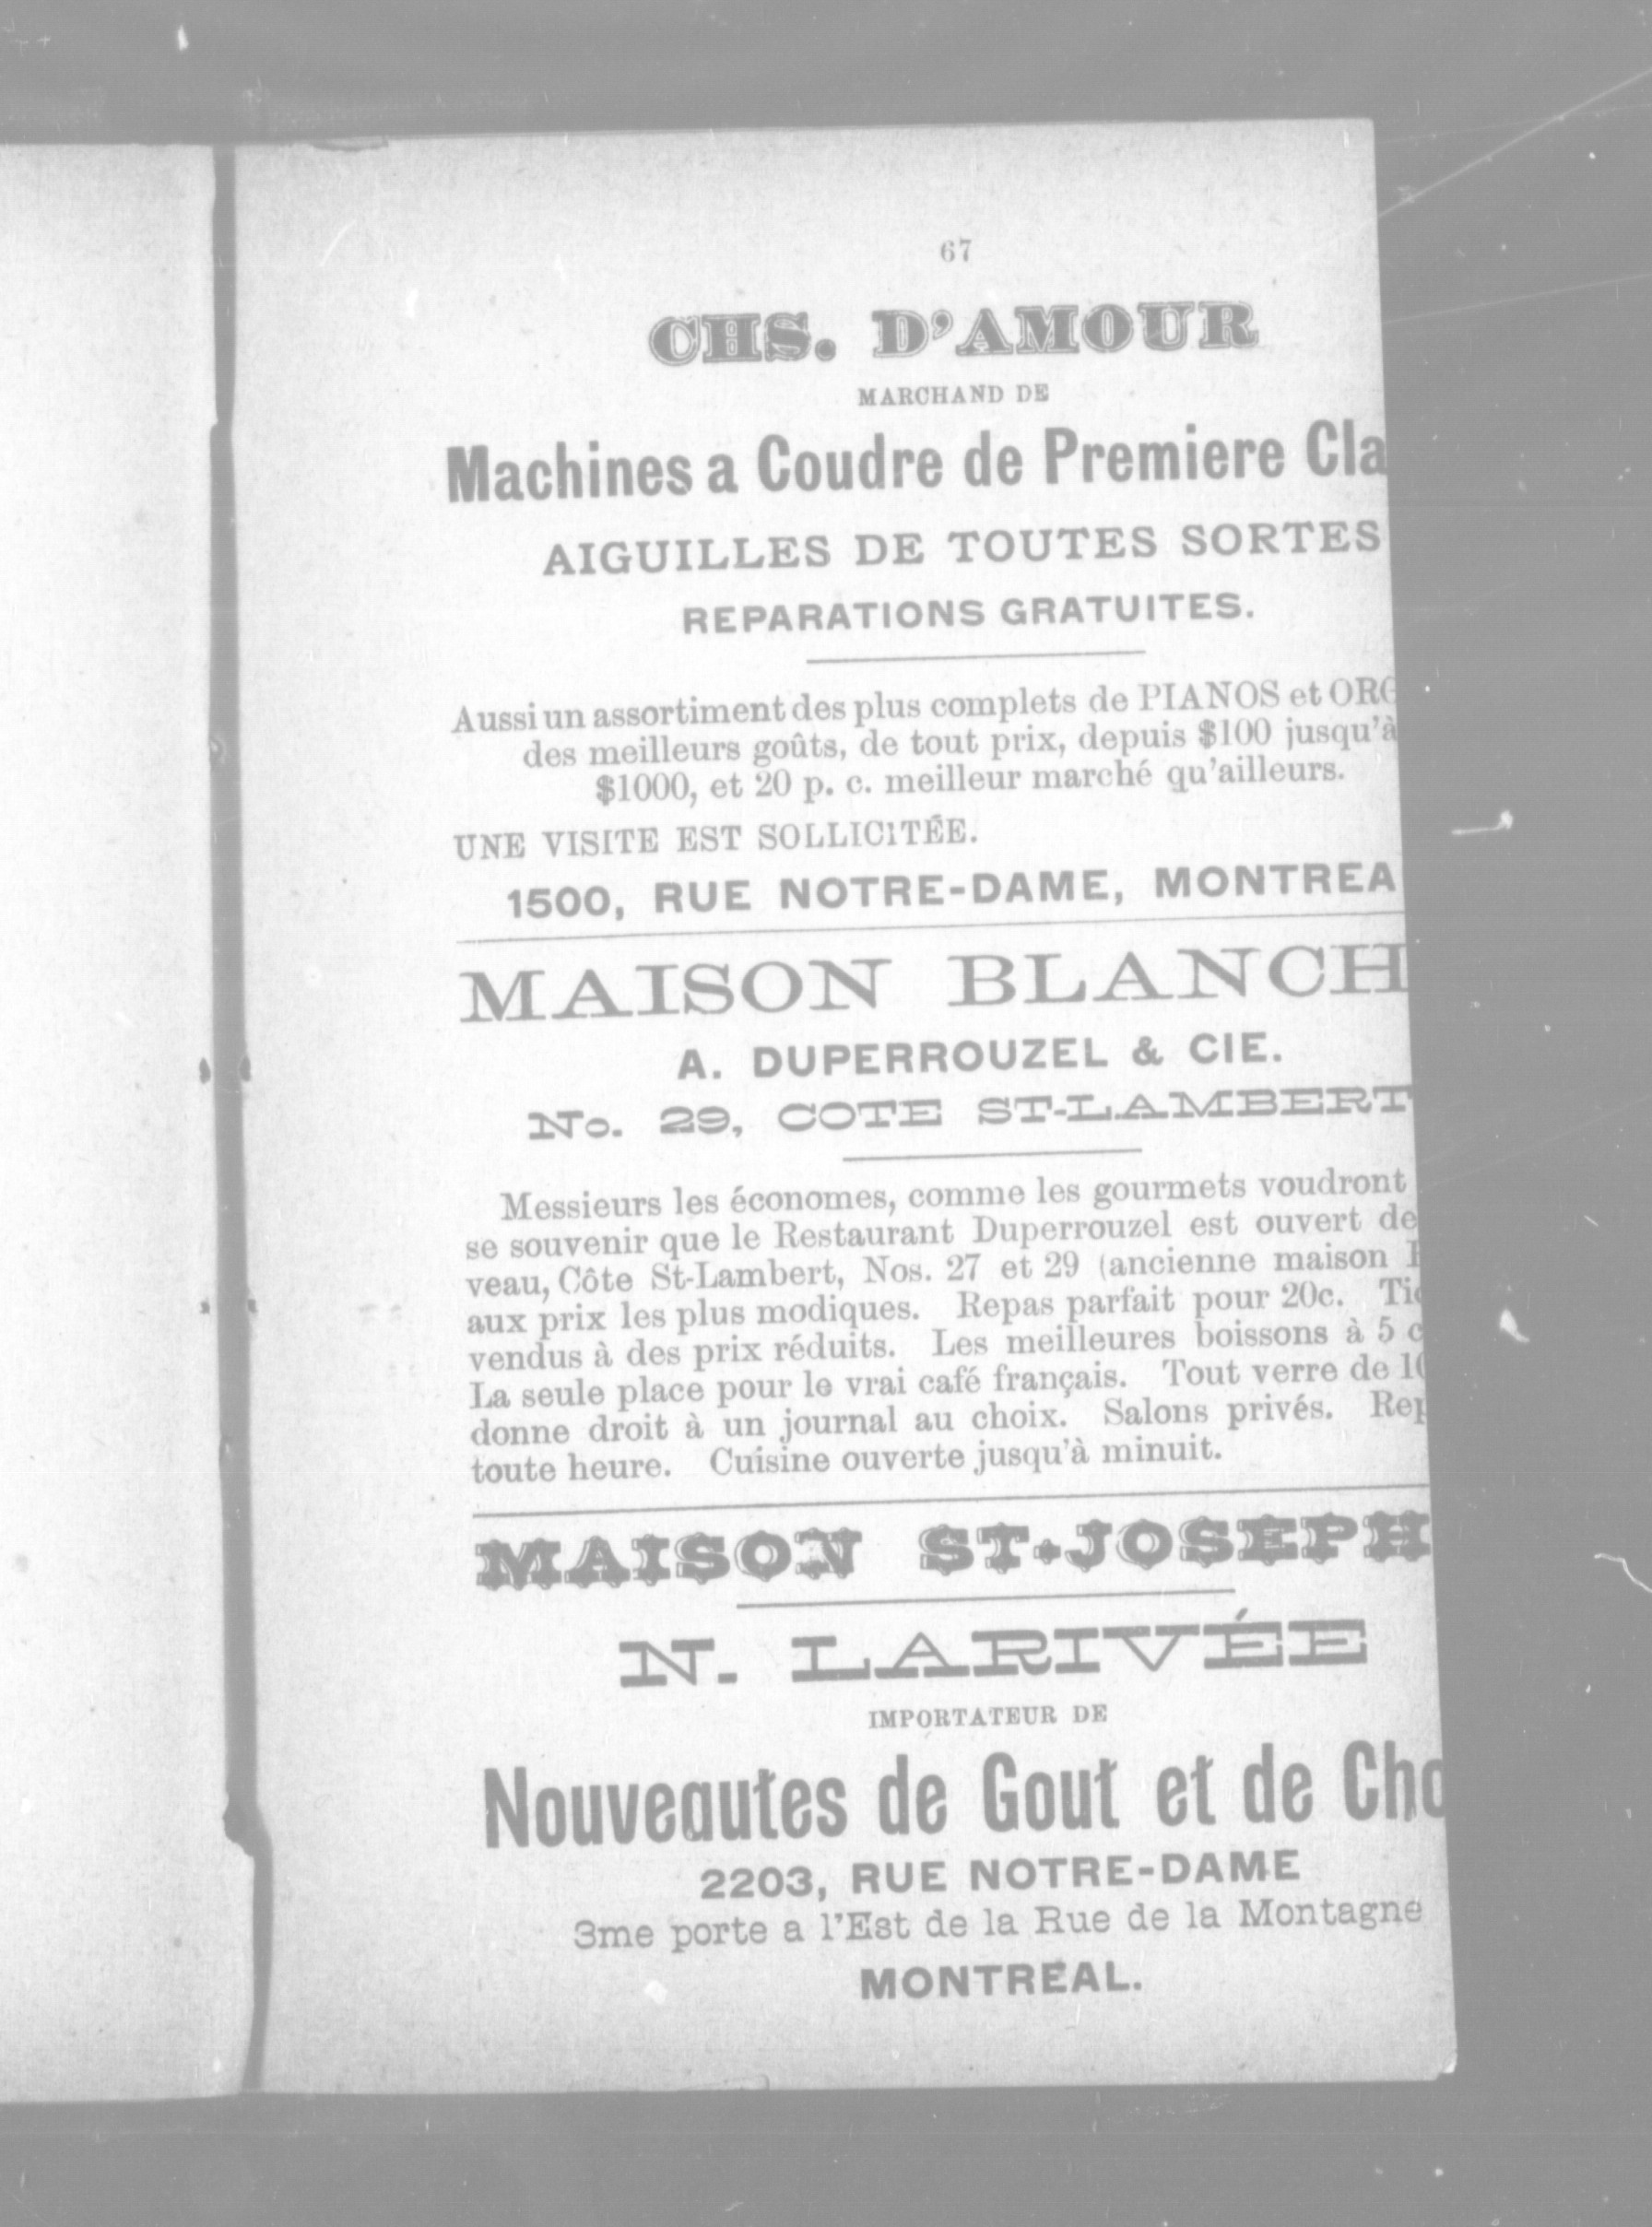 67
CHS. D'AMOUR
MARCHAND DE
Machines a Coudre de Premiere Cla
AIGUILLES DE TOUTES SORTES
REPARATIONS GRATUITES.
Aussi un assortiment des plus complets de PIANOS et ORG
des meilleurs goûts, de tout prix, depuis $100 jusqu'à
$1000, et 20 p. c. meilleur marché qu'ailleurs.
UNE VISITE EST SOLLICITÉE.
1500, RUE NOTRE-DAME, MONTREA
MAISON BLANCH
A. DUPERROUZEL & CIE.
No. 29, COTE ST-LAMBERT
Messieurs les économes, comme les gourmets voudront
se souvenir que le Restaurant Duperrouzel est ouvert de
veau, Côte St-Lambert, Nos. 27 et 29 (ancienne maison
aux prix les plus modiques. Repas parfait pour 20c. Tic
vendus à des prix réduits. Les meilleures boissons à 5 c
La seule place pour le vrai café français. Tout verre de 10
donne droit à un journal au choix. Salons privés. Rep
toute heure. Cuisine ouverte jusqu'à minuit.
MAISON ST-JOSEPH
N. LARIVÉE
IMPORTATEUR DE
Nouveautes de Gout et de Cho
2203, RUE NOTRE-DAME
3me porte a l'Est de la Rue de la Montagne
MONTREAL.